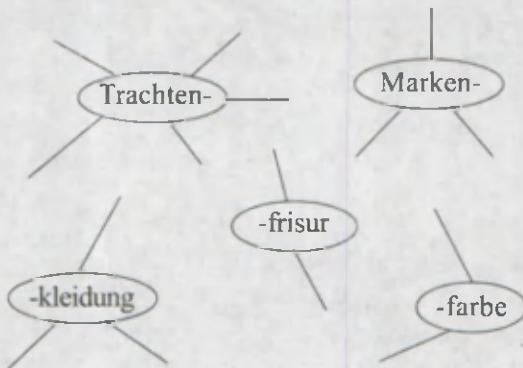 Trachten-
Marken-
-frisur
-kleidung
-farbe